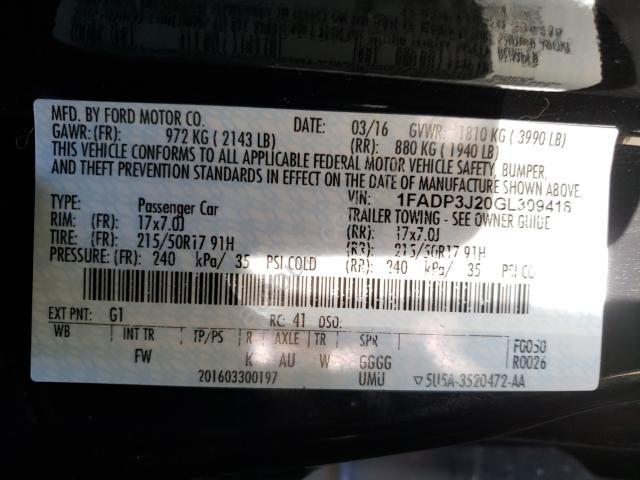 MFD. BY FORD MOTOR CO.
DATE: 03/16 GVWR: 1810 KG ( 3990 LB)
GAWR: (FR): 972 KG ( 2143 LB) (RR): 880 KG ( 1940 LB)
THIS VEHICLE CONFORMS TO ALL APPLICABLE FEDERAL MOTOR VEHICLE SAFETY, BUMPER,
AND THEFT PREVENTION STANDARDS IN EFFECT ON THE DATE OF MANUFACTURE SHOWN ABOVE.
VIN: 1FADP3J20GL309416
TYPE: Passenger Car TRAILER TOWING - SEE OWNER GUIDE
RIM: (FR): 17x7.0J (RR): 17x7.0J
TIRE: (FR): 215/50R17 91H (RR): 215/50R17 91H
PRESSURE: (FR): 240 kPa/ 35 PSI COLD (RR): 240 kPa/ 35 PSI CO
EXT PNT: G1 RC: 41 DSO:
WB INT TR TP/PS R AXLE TR SPR FG050
FW K AU W GGGG R0026
201603300197 UMU ▽5U5A-3520472-AA